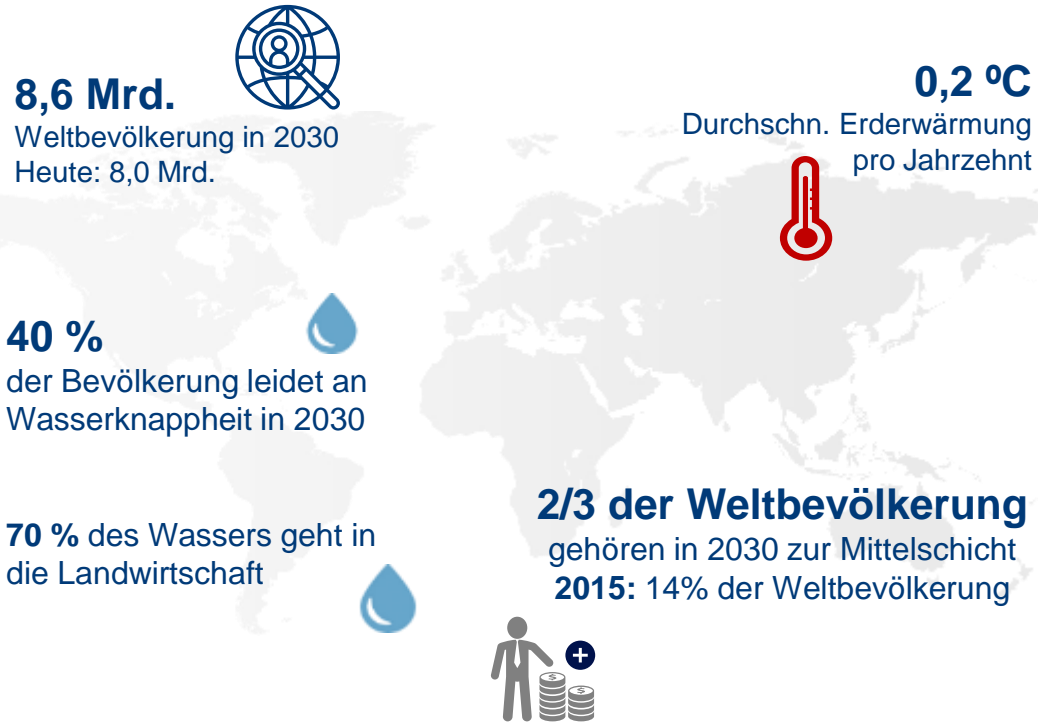 8,6 Mrd.
Weltbevölkerung in 2030
Heute: 8,0 Mrd.
0,2 ºC
Durchschn. Erderwärmung
pro Jahrzehnt
40 %
der Bevölkerung leidet an
Wasserknappheit in 2030
70 % des Wassers geht in
die Landwirtschaft
2/3 der Weltbevölkerung
gehören in 2030 zur Mittelschicht
2015: 14% der Weltbevölkerung